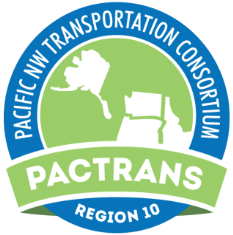 PACIFIC NW TRANSPORTATION CONSORTIUM
PACTRANS
REGION 10